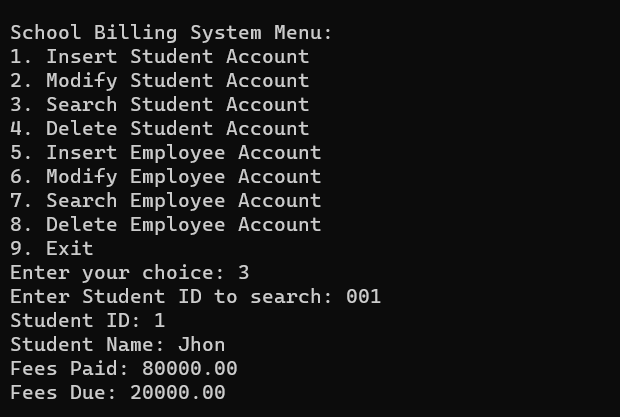 School Billing System Menu:
1. Insert Student Account
2. Modify Student Account
3. Search Student Account
4. Delete Student Account
5. Insert Employee Account
6. Modify Employee Account
7. Search Employee Account
8. Delete Employee Account
9. Exit
Enter your choice: 3
Enter Student ID to search: 001
Student ID: 1
Student Name: Jhon
Fees Paid: 80000.00
Fees Due: 20000.00